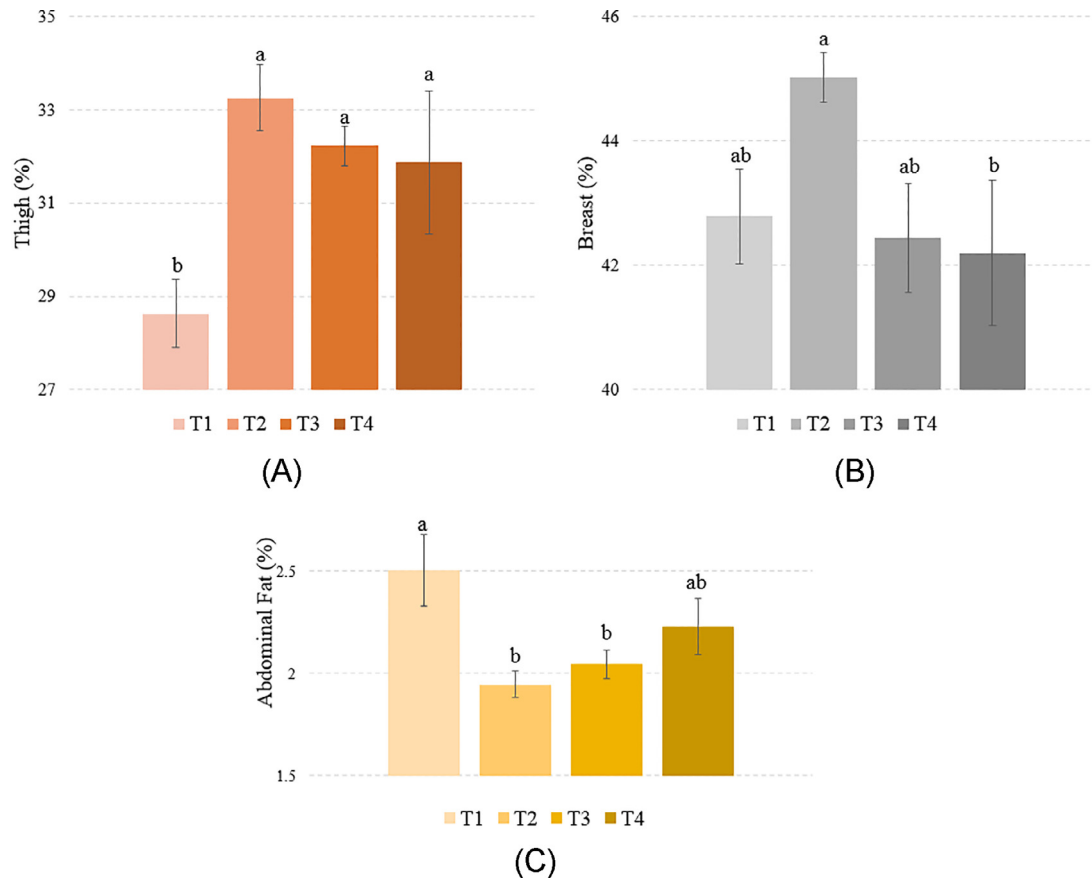 35
33
31
29
27
Thigh (%)
b
a
a
a
T1 T2 T3 T4
(A)
46
44
42
40
Breast (%)
ab
a
ab
b
T1 T2 T3 T4
(B)
2.5
2
1.5
Abdominal Fat (%)
a
b
b
ab
T1 T2 T3 T4
(C)